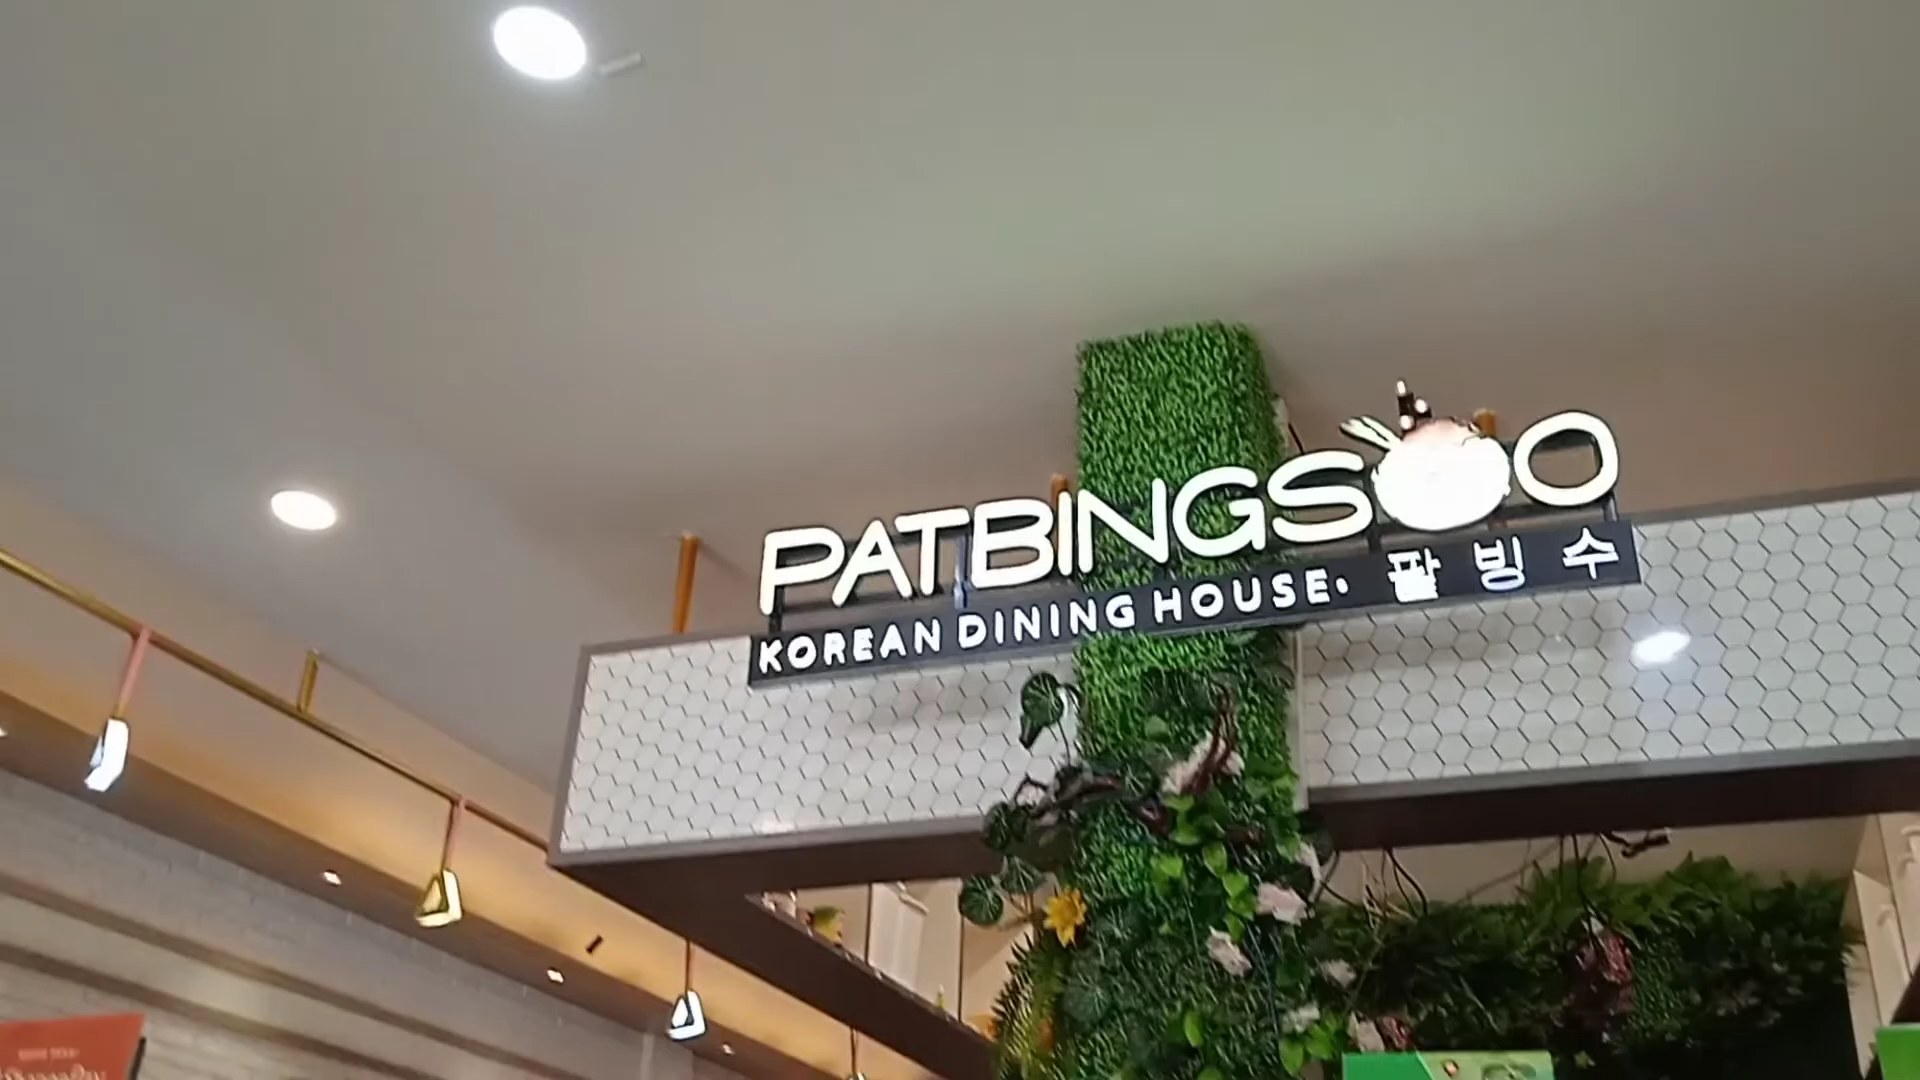 PATBINGSOO
KOREAN DINING HOUSE• 팥 빙 수